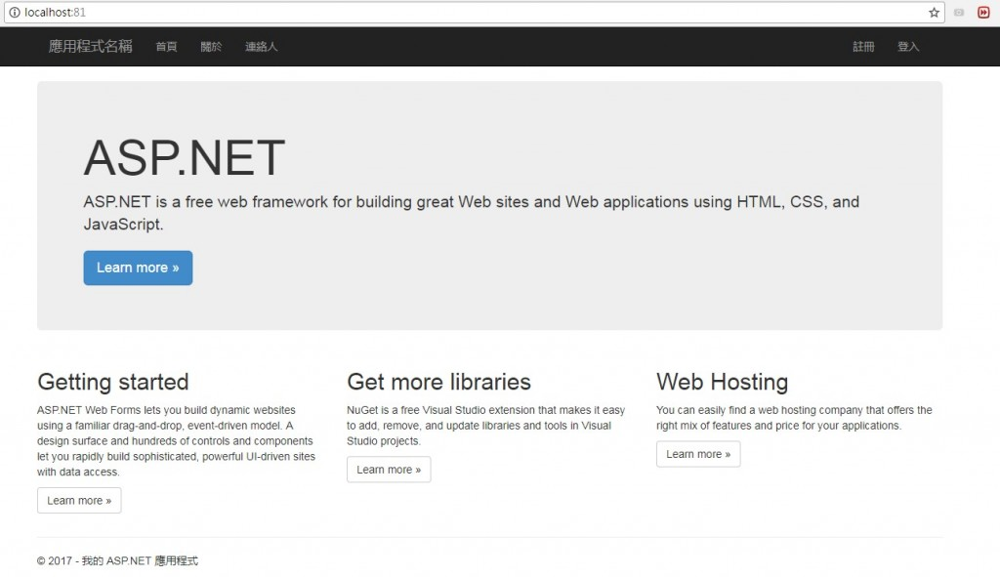 localhost:81
應用程式名稱 首頁 關於 連絡人 註冊 登入
ASP.NET
ASP.NET is a free web framework for building great Web sites and Web applications using HTML, CSS, and
JavaScript.
Learn more »
Getting started
ASP.NET Web Forms lets you build dynamic websites
using a familiar drag-and-drop, event-driven model. A
design surface and hundreds of controls and components
let you rapidly build sophisticated, powerful UI-driven sites
with data access.
Learn more »
Get more libraries
NuGet is a free Visual Studio extension that makes it easy
to add, remove, and update libraries and tools in Visual
Studio projects.
Learn more »
Web Hosting
You can easily find a web hosting company that offers the
right mix of features and price for your applications.
Learn more »
© 2017 - 我的 ASP.NET 應用程式